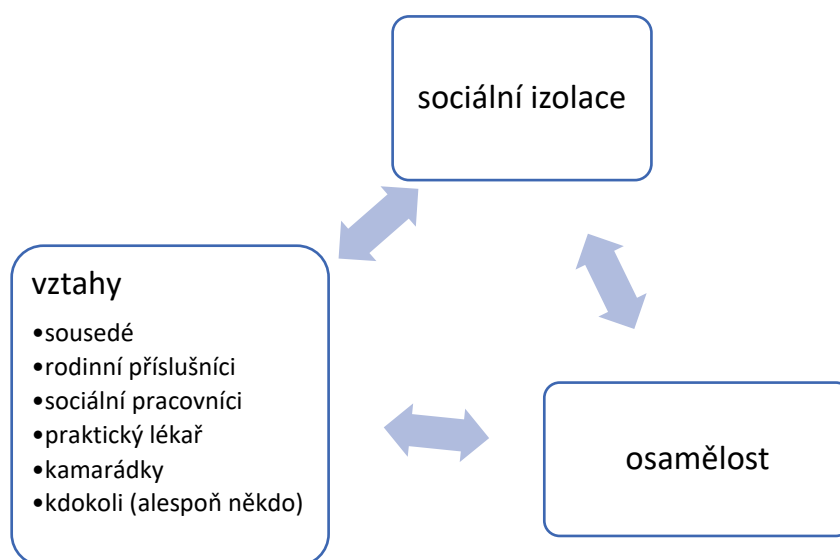 sociální izolace
vztahy
•sousedé
•rodinní příslušníci
•sociální pracovníci
•praktický lékař
•kamarádky
•kdokoli (alespoň někdo)
osamělost